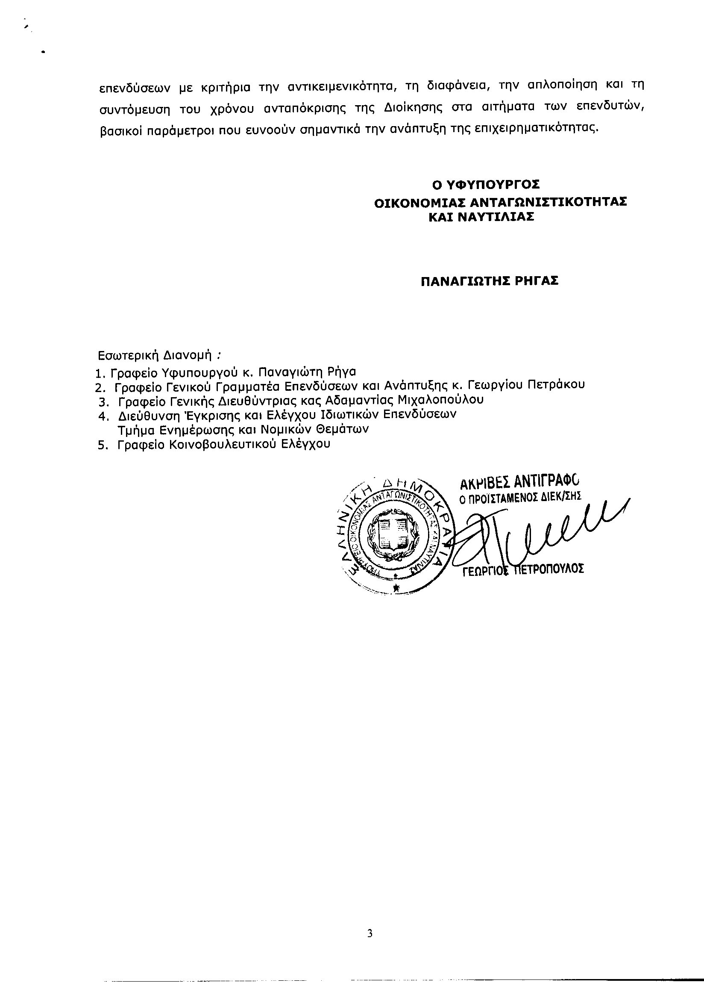 επενδύσεων με κριτήρια την αντικειμενικότητα, τη διαφάνεια, την απλοποίηση και τη
συντόμευση του χρόνου ανταπόκρισης της Διοίκησης στα αιτήματα των επενδυτών,
βασικοί παράμετροι που ευνοούν σημαντικά την ανάπτυξη της επιχειρηματικότητας.
Ο ΥΦΥΠΟΥΡΓΟΣ
ΟΙΚΟΝΟΜΙΑΣ ΑΝΤΑΓΩΝΙΣΤΙΚΟΤΗΤΑΣ
ΚΑΙ ΝΑΥΤΙΛΙΑΣ
ΠΑΝΑΓΙΩΤΗΣ ΡΗΓΑΣ
Εσωτερική Διανομή :
1. Γραφείο Υφυπουργού κ. Παναγιώτη Ρήγα
2. Γραφείο Γενικού Γραμματέα Επενδύσεων και Ανάπτυξης κ. Γεωργίου Πετράκου
3. Γραφείο Γενικής Διευθύντριας κας Αδαμαντίας Μιχαλοπούλου
4. Διεύθυνση Έγκρισης και Ελέγχου Ιδιωτικών Επενδύσεων
Τμήμα Ενημέρωσης και Νομικών Θεμάτων
5. Γραφείο Κοινοβουλευτικού Ελέγχου
ΑΚΡΙΒΕΣ ΑΝΤΙΓΡΑΦΟ
Ο ΠΡΟΪΣΤΑΜΕΝΟΣ ΔΙΕΚ/ΣΗΣ
ΕΛΛΗΝΙΚΗ ΔΗΜΟΚΡΑΤΙΑ
ΥΠΟΥΡΓΕΙΟ ΟΙΚΟΝΟΜΙΑΣ ΑΝΤΑΓΩΝΙΣΤΙΚΟΤΗΤΑΣ ΚΑΙ ΝΑΥΤΙΛΙΑΣ
ΓΕΩΡΓΙΟΣ ΠΕΤΡΟΠΟΥΛΟΣ
3